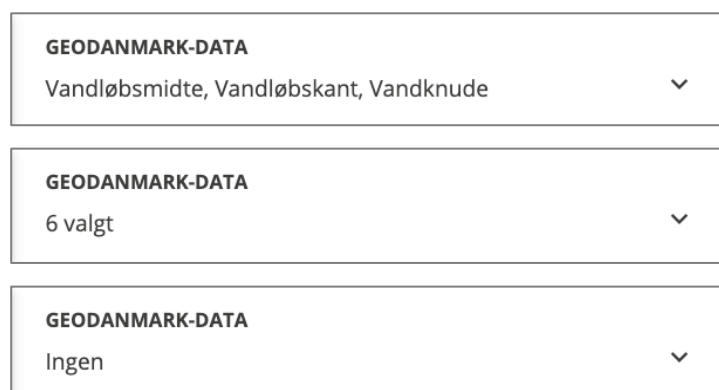 GEODANMARK-DATA
Vandløbsmidte, Vandløbskant, Vandknude
GEODANMARK-DATA
6 valgt
GEODANMARK-DATA
Ingen